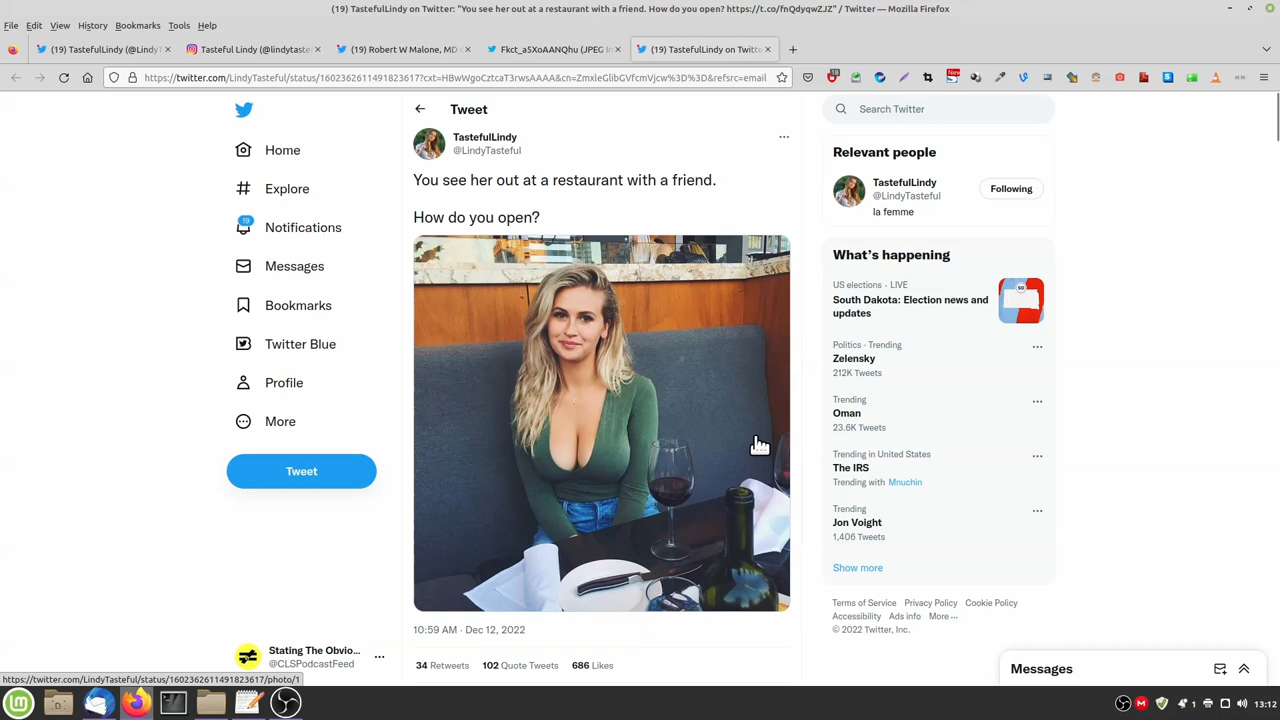 (19) TastefulLindy on Twitter: "You see her out at a restaurant with a friend. How do you open? https://t.co/fnQdyqwZJZ" / Twitter — Mozilla Firefox
File Edit View History Bookmarks Tools Help
(19) TastefulLindy (@LindyT
Tasteful Lindy (@lindytaste
(19) Robert W Malone, MD
Fkct_a5XoAANQhu (JPEG In
(19) TastefulLindy on Twitte
https://twitter.com/LindyTasteful/status/1602362611491823617?cxt=HBwWgoCztcaT3rwsAAAA&cn=ZmxleGlibGVfcmVjcw%3D%3D&refsrc=email
18
New
Home
Explore
19
Notifications
Messages
Bookmarks
Twitter Blue
Profile
More
Tweet
Stating The Obvio...
@CLSPodcastFeed
Tweet
TastefulLindy
@LindyTasteful
You see her out at a restaurant with a friend.
How do you open?
10:59 AM · Dec 12, 2022
34 Retweets 102 Quote Tweets 686 Likes
Search Twitter
Relevant people
TastefulLindy
@LindyTasteful
Following
la femme
What's happening
US elections · LIVE
South Dakota: Election news and
updates
Politics · Trending
Zelensky
212K Tweets
Trending
Oman
23.6K Tweets
Trending in United States
The IRS
Trending with Mnuchin
Trending
Jon Voight
1,406 Tweets
Show more
Terms of Service Privacy Policy Cookie Policy
Accessibility Ads info More ···
© 2022 Twitter, Inc.
Messages
https://twitter.com/LindyTasteful/status/1602362611491823617/photo/1
1
13:12